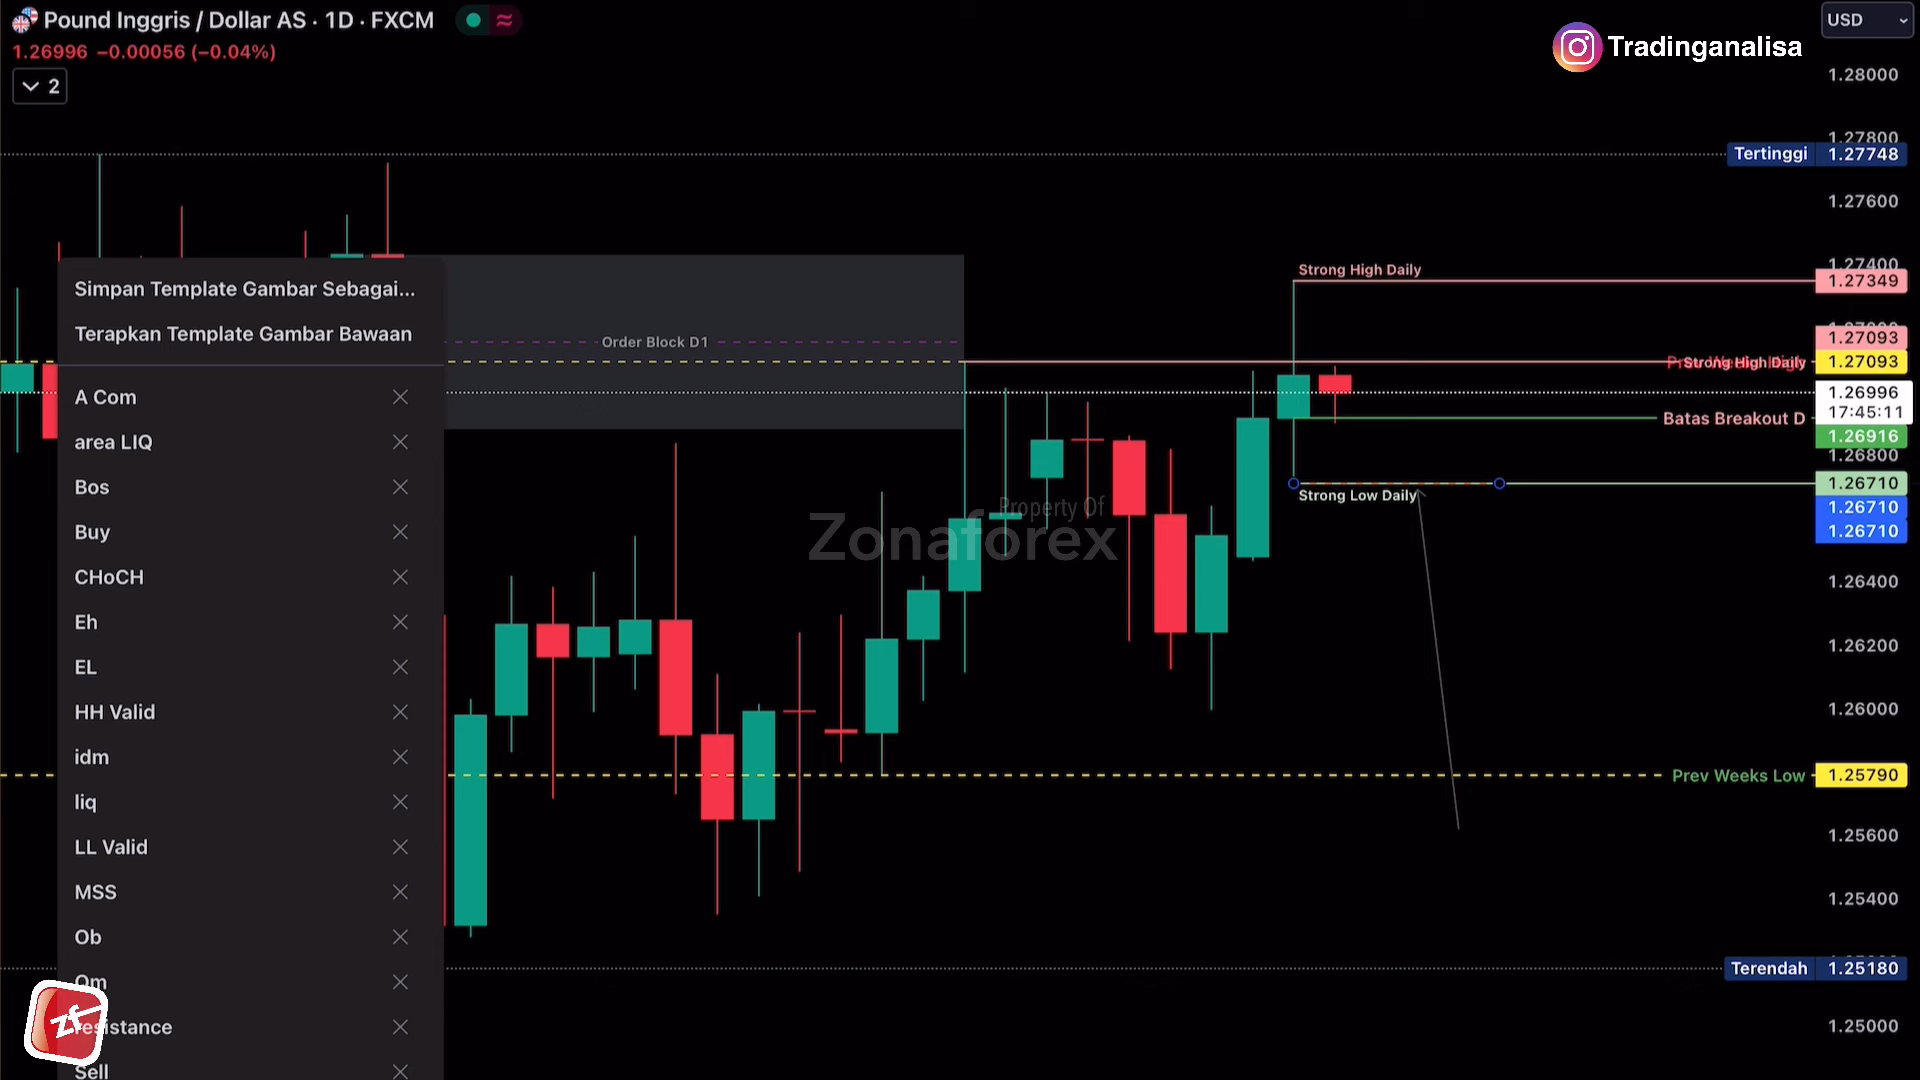 Pound Inggris / Dollar AS · 1D · FXCM
1.26996 −0.00056 (−0.04%)
2
Tradinganalisa
USD
1.28000
1.27800
Tertinggi 1.27748
1.27600
1.27400
Strong High Daily
1.27349
1.27093
Order Block D1
Strong High Daily
1.27093
1.26996
17:45:11
Batas Breakout D
1.26916
1.26800
1.26710
Strong Low Daily
1.26710
1.26710
Property Of
Zonaforex
1.26400
1.26200
1.26000
Prev Weeks Low
1.25790
1.25600
1.25400
Terendah 1.25180
1.25000
Simpan Template Gambar Sebagai...
Terapkan Template Gambar Bawaan
A Com
area LIQ
Bos
Buy
CHoCH
Eh
EL
HH Valid
idm
liq
LL Valid
MSS
Ob
Om
resistance
Sell
zf